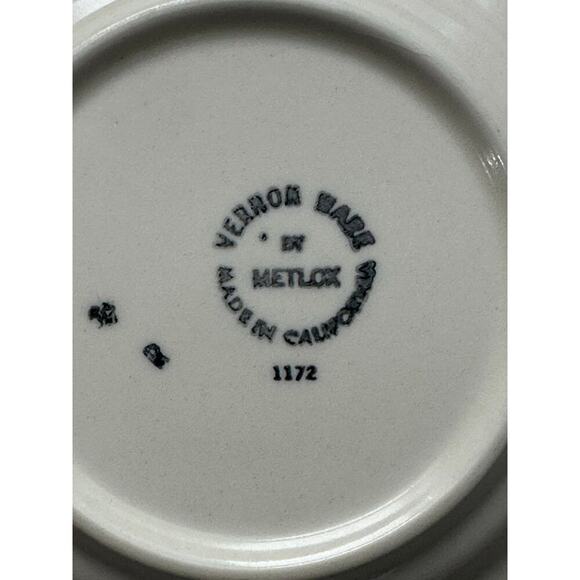 VERNON WARE
BY
METLOX
MADE IN CALIFORNIA
1172